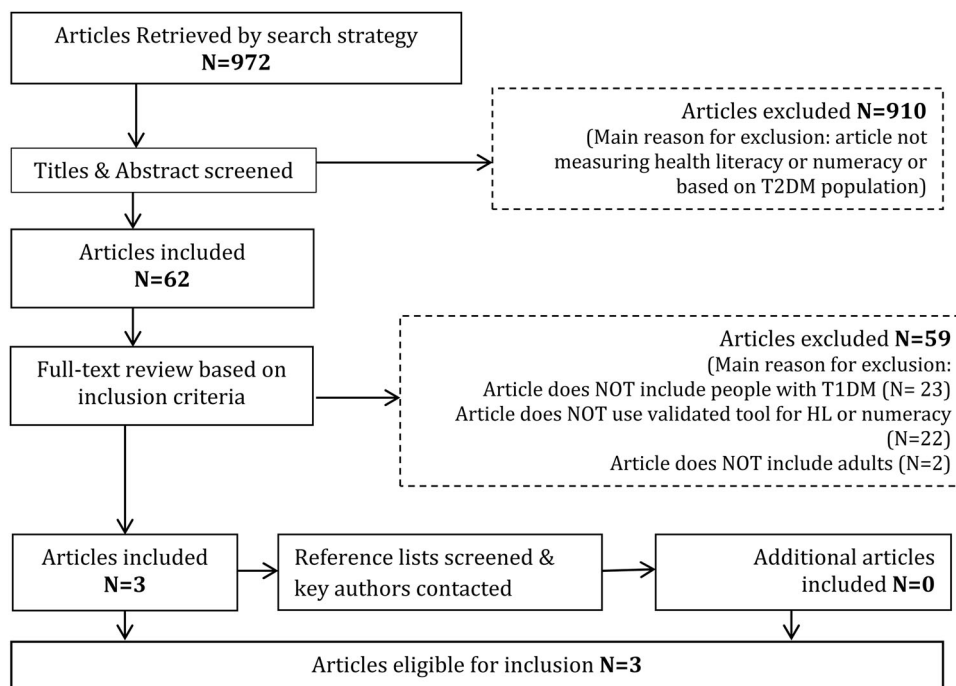 Articles Retrieved by search strategy
N=972
Articles excluded N=910
(Main reason for exclusion: article not
measuring health literacy or numeracy or
based on T2DM population)
Titles & Abstract screened
Articles included
N=62
Articles excluded N=59
(Main reason for exclusion:
Article does NOT include people with T1DM (N= 23)
Article does NOT use validated tool for HL or numeracy
(N=22)
Article does NOT include adults (N=2)
Full-text review based on
inclusion criteria
Articles included
N=3
Reference lists screened &
key authors contacted
Additional articles
included N=0
Articles eligible for inclusion N=3